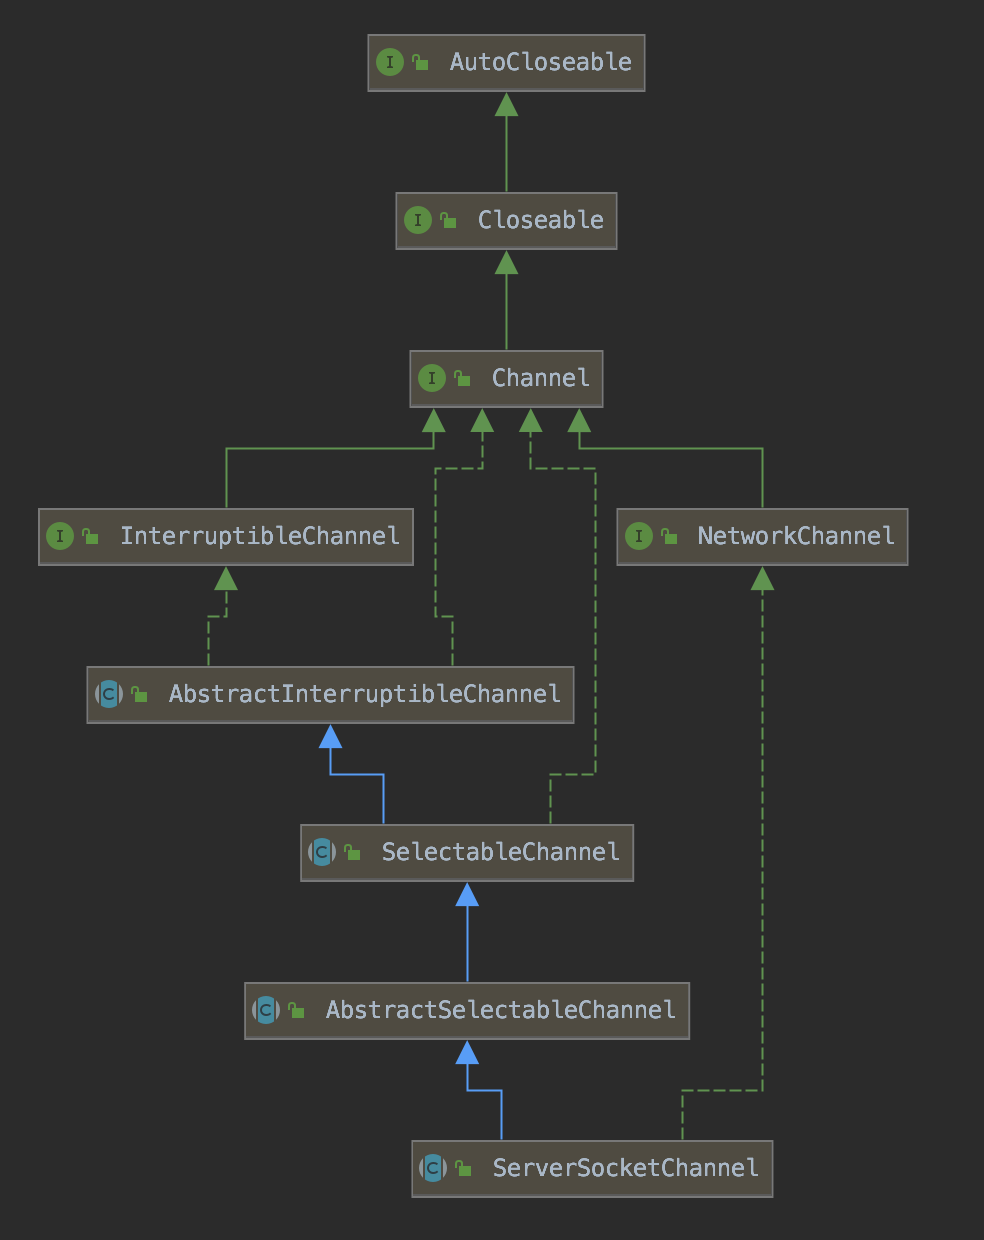 I AutoCloseable
I Closeable
I Channel
I InterruptibleChannel
I NetworkChannel
C AbstractInterruptibleChannel
C SelectableChannel
C AbstractSelectableChannel
C ServerSocketChannel